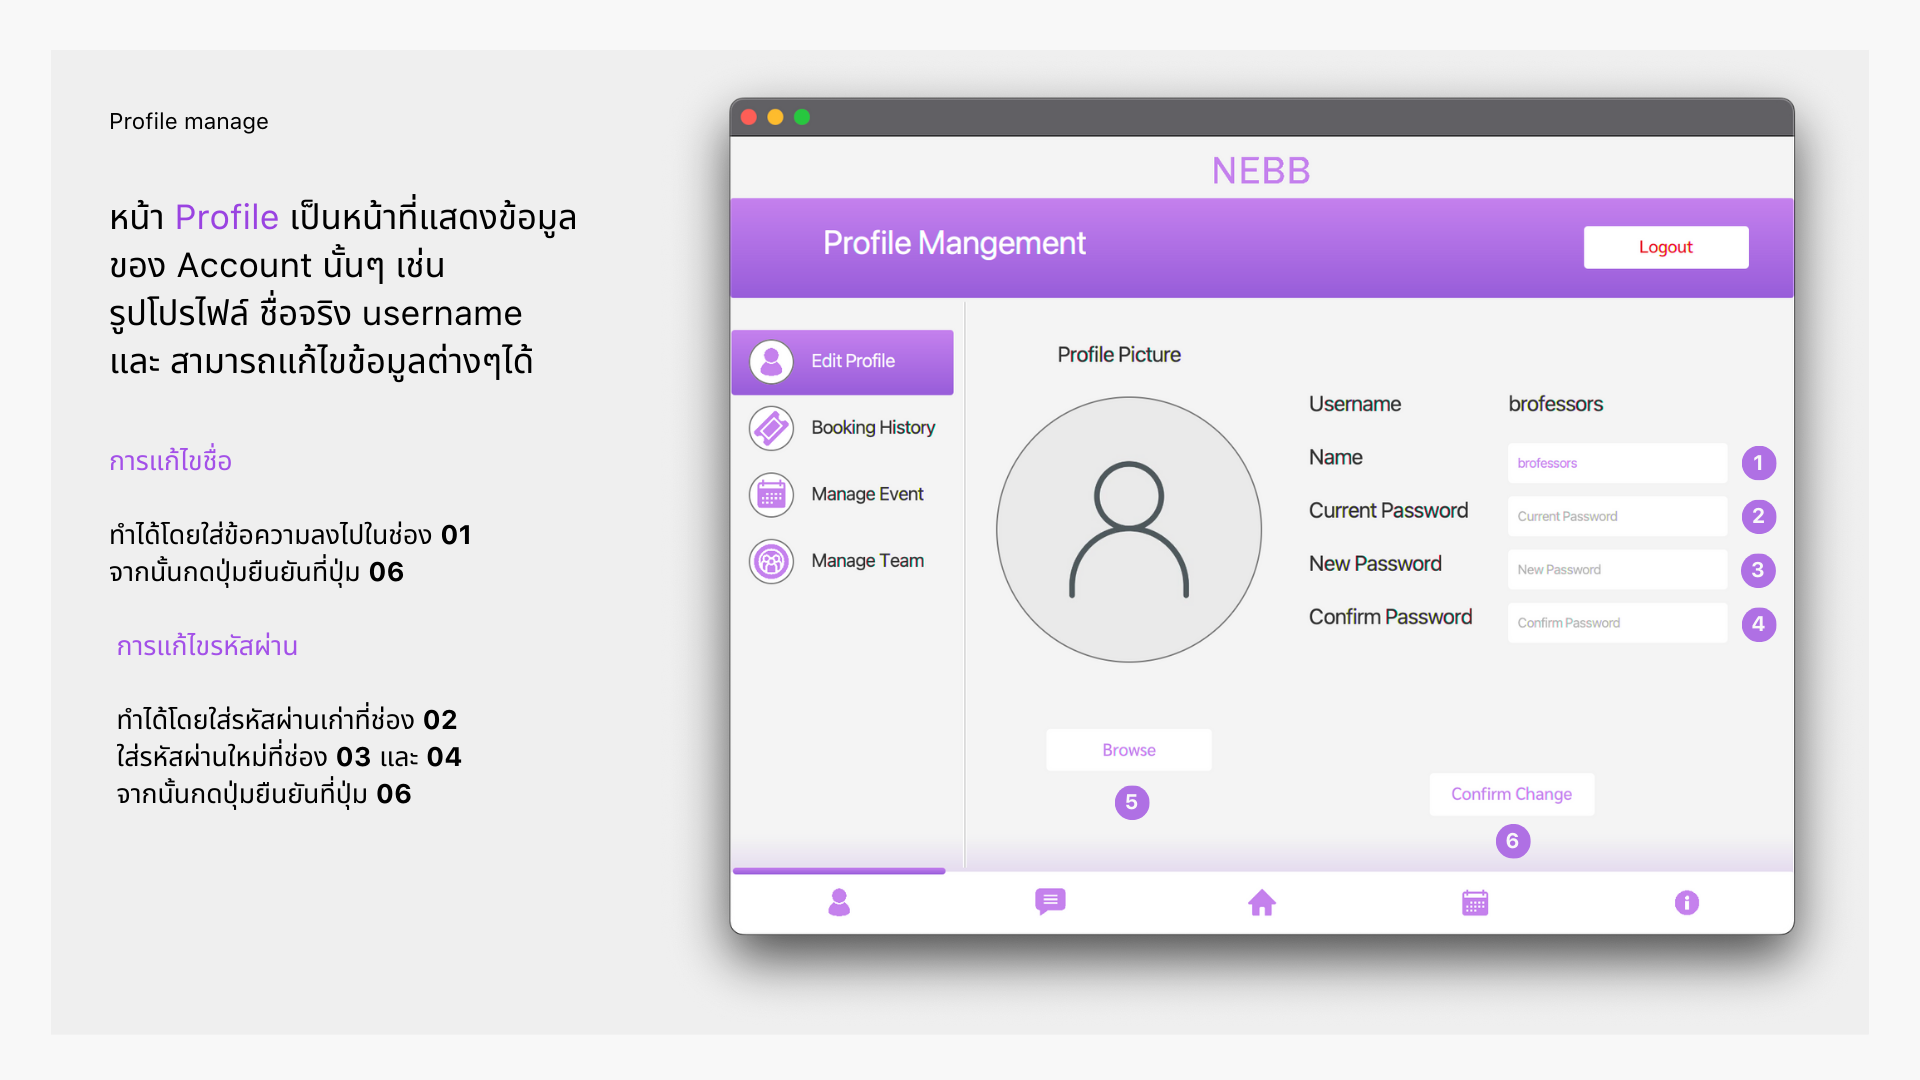 Profile manage
หน้า Profile เป็นหน้าที่แสดงข้อมูล
ของ Account นั้นๆ เช่น
รูปโปรไฟล์ ชื่อจริง username
และ สามารถแก้ไขข้อมูลต่างๆได้
การแก้ไขชื่อ
ทำได้โดยใส่ข้อความลงไปในช่อง 01
จากนั้นกดปุ่มยืนยันที่ปุ่ม 06
การแก้ไขรหัสผ่าน
ทำได้โดยใส่รหัสผ่านเก่าที่ช่อง 02
ใส่รหัสผ่านใหม่ที่ช่อง 03 และ 04
จากนั้นกดปุ่มยืนยันที่ปุ่ม 06
NEBB
Profile Mangement
Logout
Edit Profile
Booking History
Manage Event
Manage Team
Profile Picture
Username brofessors
Name brofessors 1
Current Password Current Password 2
New Password New Password 3
Confirm Password Confirm Password 4
Browse
5
Confirm Change
6